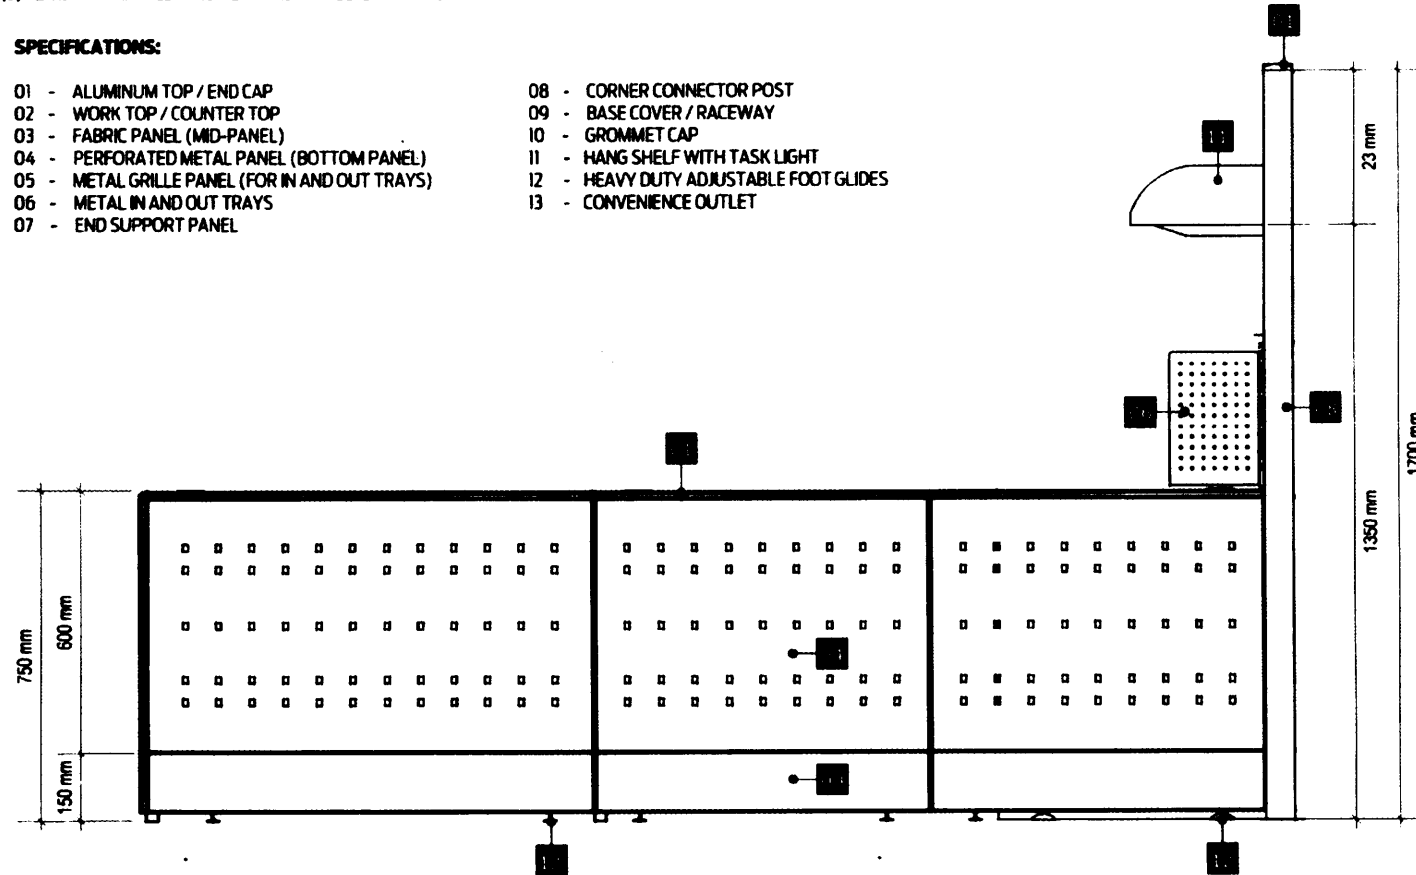 SPECIFICATIONS:
01 - ALUMINUM TOP / END CAP
02 - WORK TOP / COUNTER TOP
03 - FABRIC PANEL (MID-PANEL)
04 - PERFORATED METAL PANEL (BOTTOM PANEL)
05 - METAL GRILLE PANEL (FOR IN AND OUT TRAYS)
06 - METAL IN AND OUT TRAYS
07 - END SUPPORT PANEL
08 - CORNER CONNECTOR POST
09 - BASE COVER / RACEWAY
10 - GROMMET CAP
11 - HANG SHELF WITH TASK LIGHT
12 - HEAVY DUTY ADJUSTABLE FOOT GLIDES
13 - CONVENIENCE OUTLET
23 mm
1700 mm
1350 mm
750 mm
600 mm
150 mm